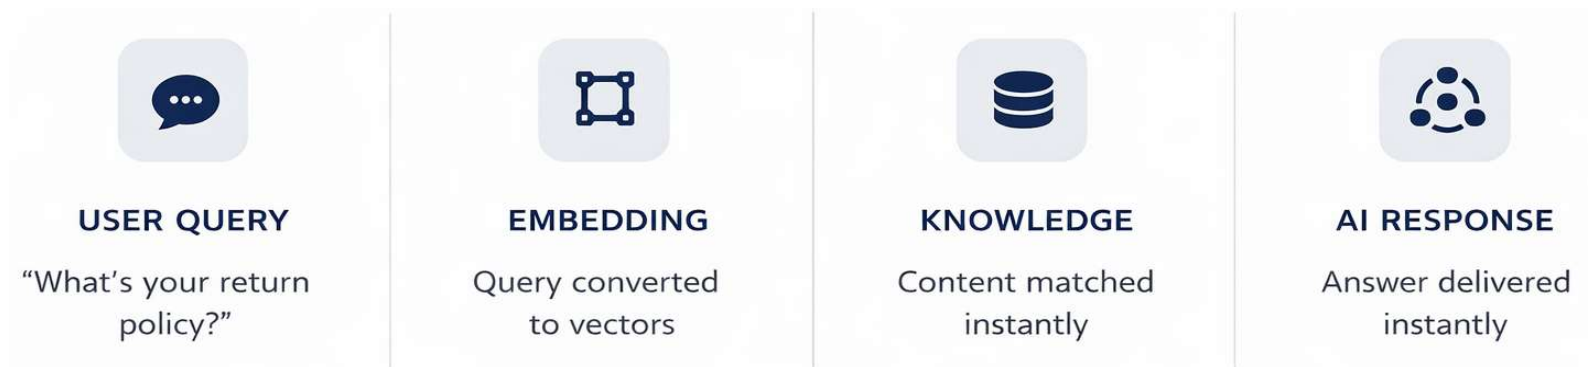 USER QUERY
“What’s your return
policy?”
EMBEDDING
Query converted
to vectors
KNOWLEDGE
Content matched
instantly
AI RESPONSE
Answer delivered
instantly